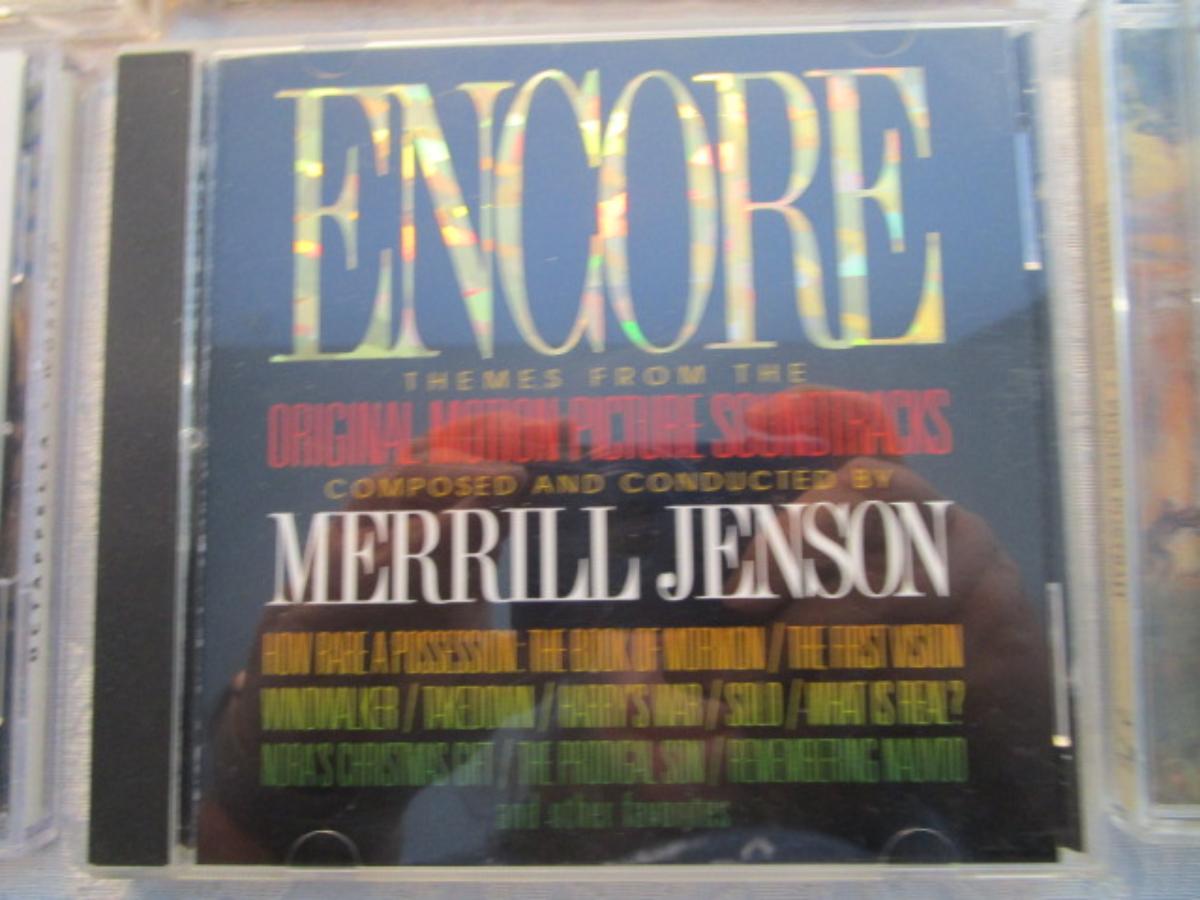 ENCORE
THEMES FROM THE
ORIGINAL MOTION PICTURE SOUNDTRACKS
COMPOSED AND CONDUCTED BY
MERRILL JENSON
HOW RARE A POSSESSION: THE BOOK OF MORMON / THE FIRST VISION
WINDWALKER / TAKEDOWN / HARRY'S WAR / SOLO / WHAT IS REAL?
NORA'S CHRISTMAS GIFT / THE PRODIGAL SON / REMEMBERING NAUVOO
and other favorites